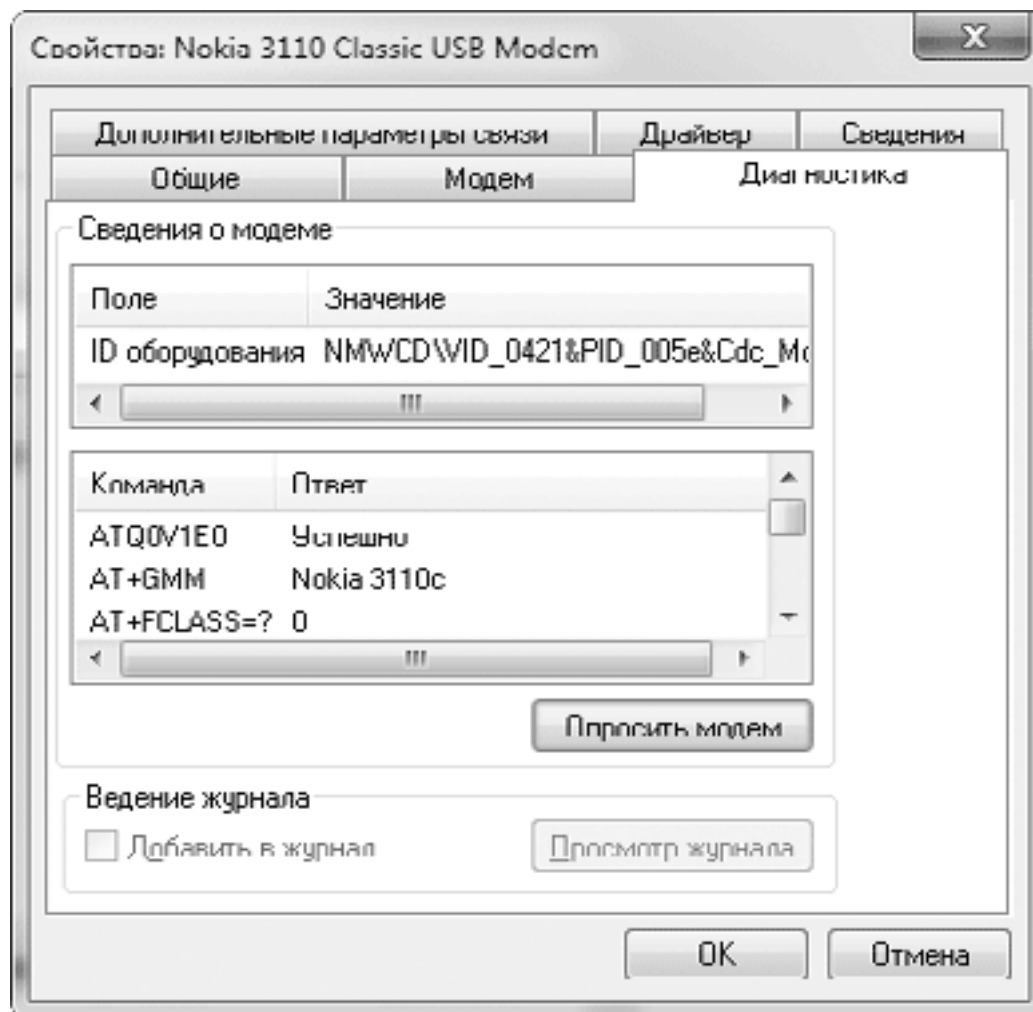 Свойства: Nokia 3110 Classic USB Modem
Дополнительные параметры связи Драйвер Сведения
Общие Модем Диагностика
Сведения о модеме
Поле Значение
ID оборудования NMWCD\VID_0421&PID_005e&Cdc_Mo
Команда Ответ
ATQ0V1E0 Успешно
AT+GMM Nokia 3110c
AT+FCLASS=? 0
Опросить модем
Ведение журнала
Добавить в журнал Просмотр журнала
OK Отмена